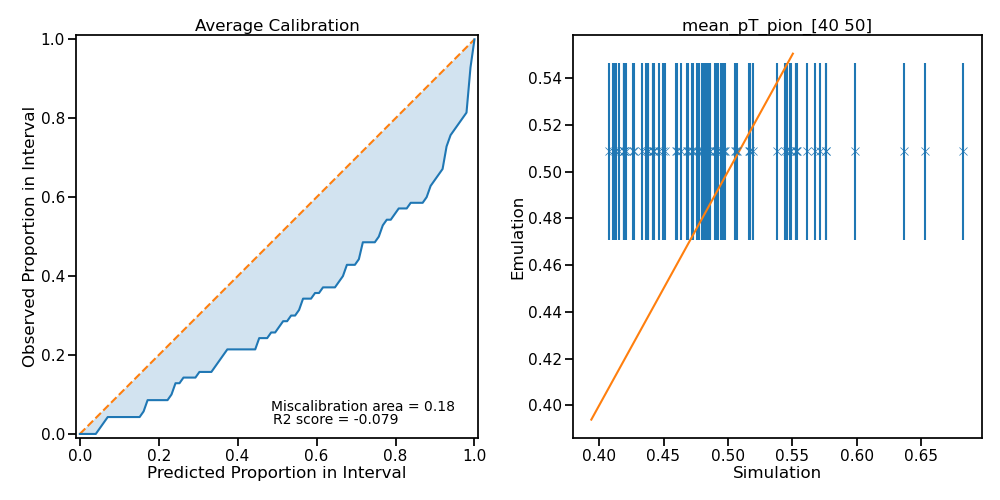 Average Calibration
1.0
0.8
0.6
0.4
0.2
0.0
Observed Proportion in Interval
Miscalibration area = 0.18
R2 score = -0.079
0.0 0.2 0.4 0.6 0.8 1.0
Predicted Proportion in Interval
mean_pT_pion_[40 50]
0.54
0.52
0.50
0.48
0.46
0.44
0.42
0.40
Emulation
0.40 0.45 0.50 0.55 0.60 0.65
Simulation